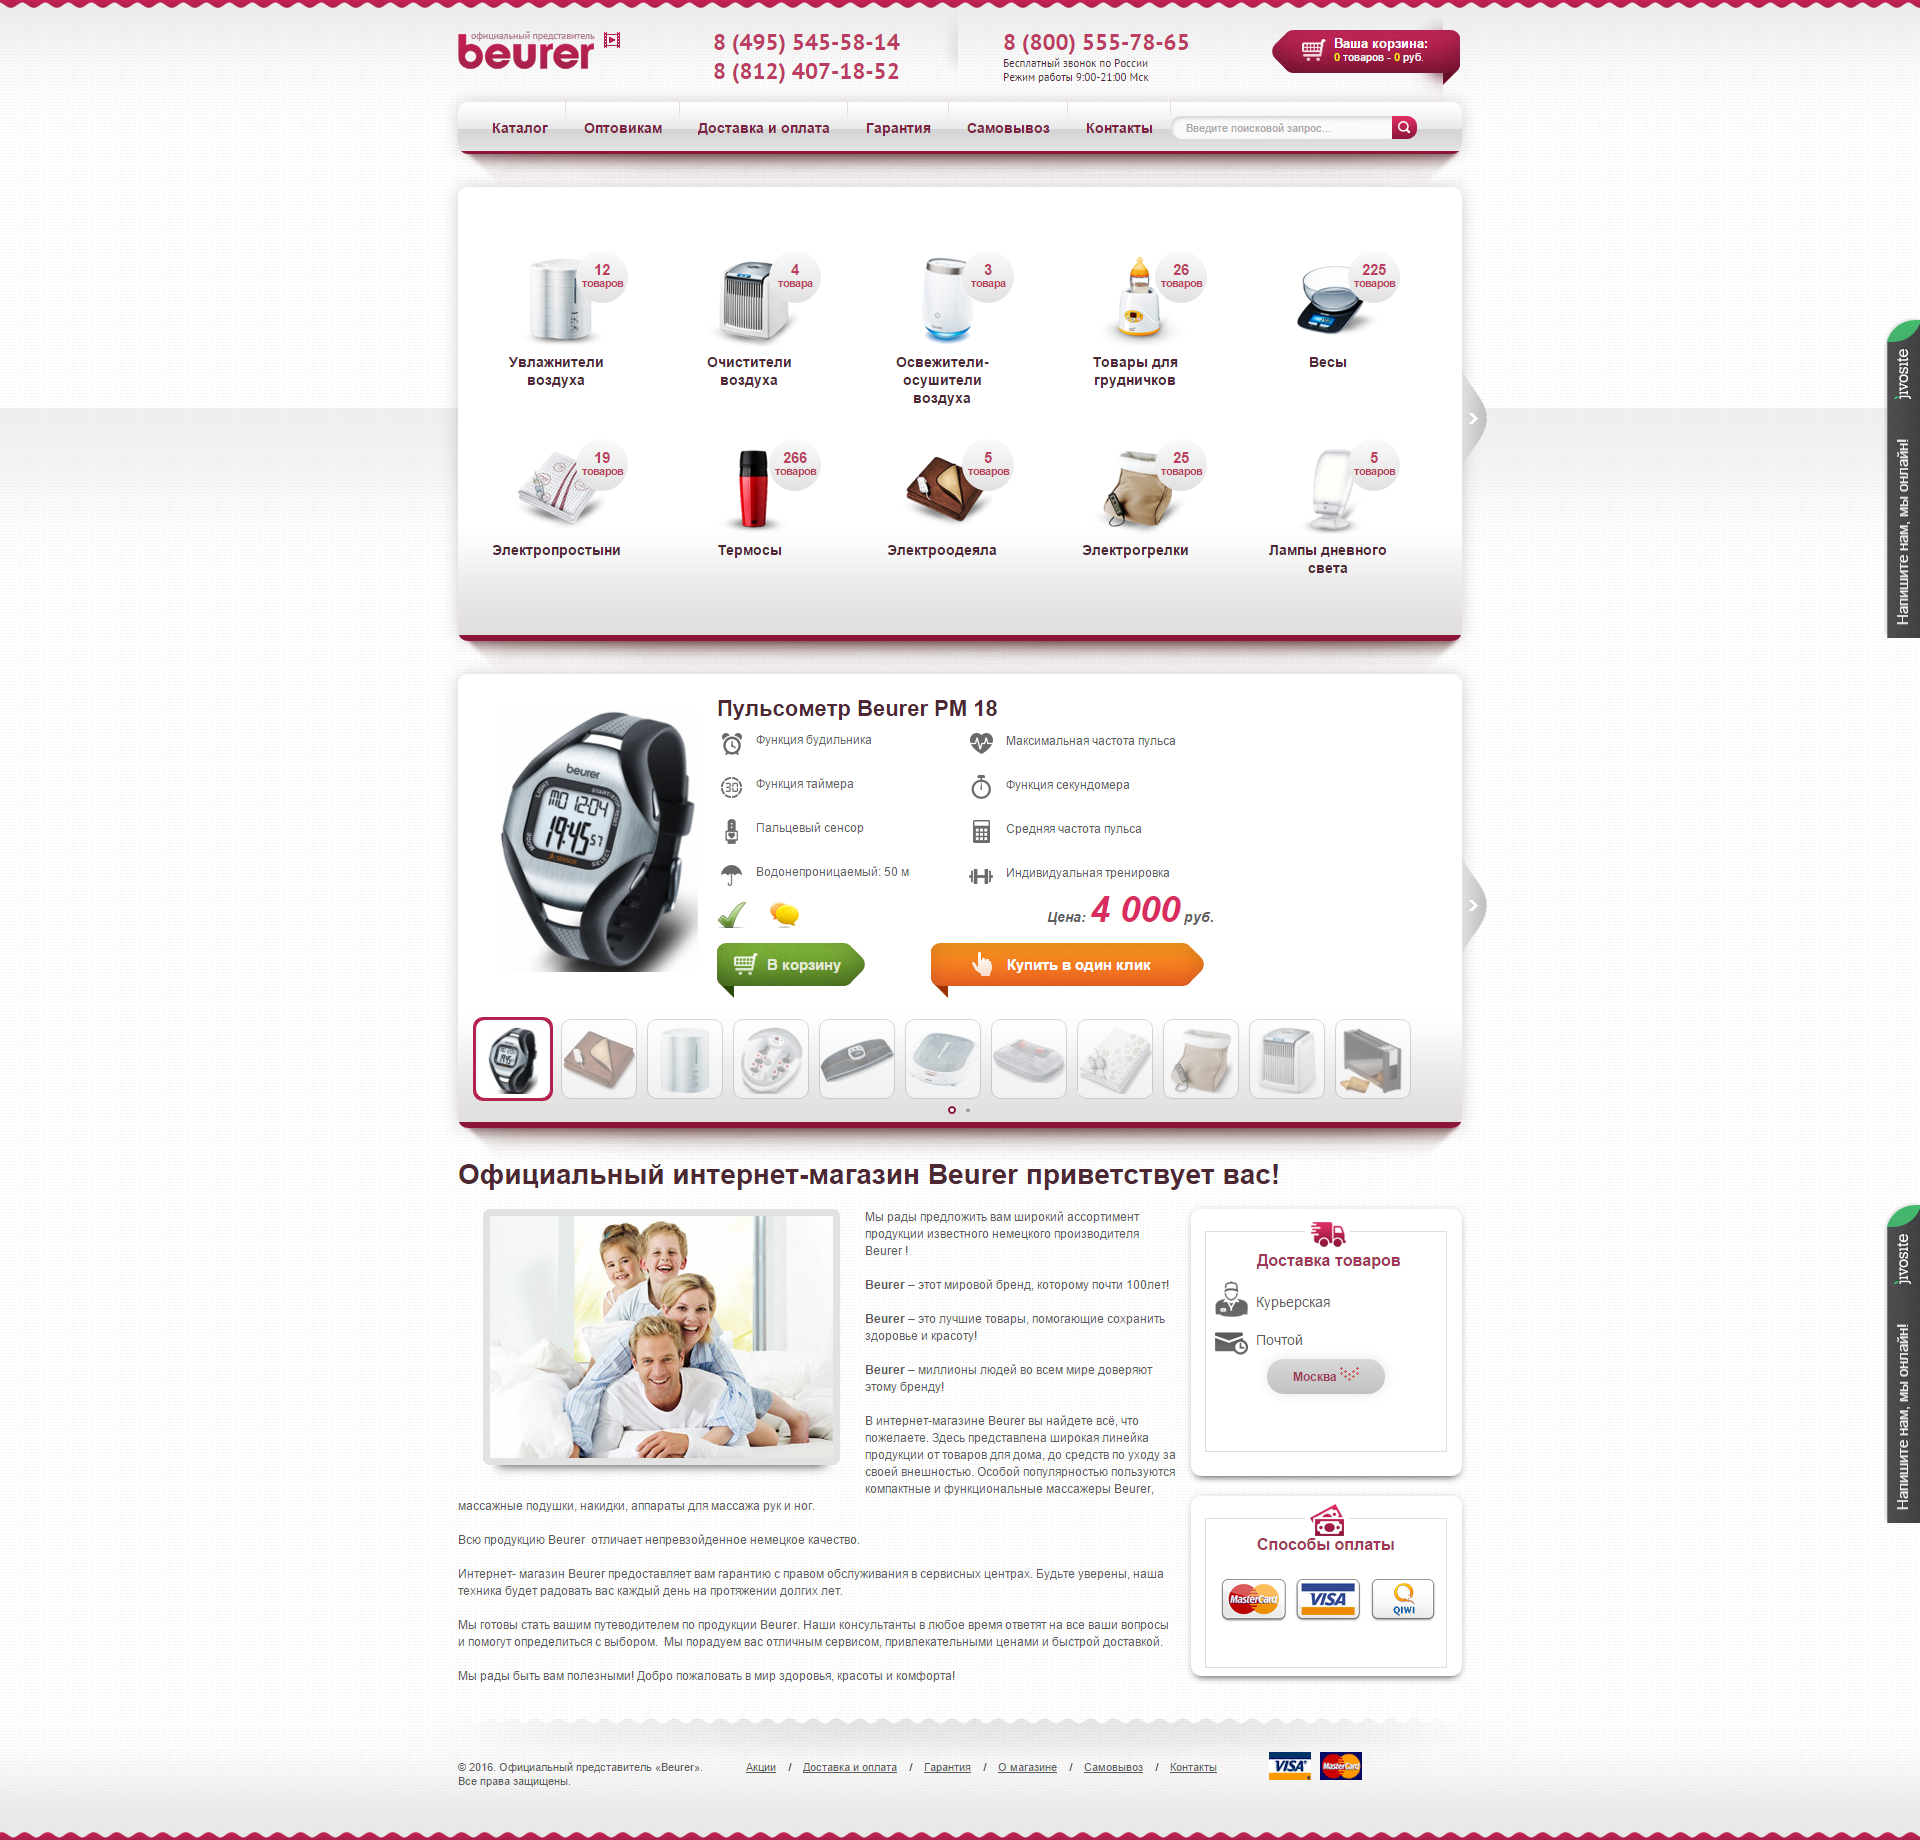 официальный представитель
beurer
8 (495) 545-58-14
8 (812) 407-18-52
8 (800) 555-78-65
Бесплатный звонок по России
Режим работы 9:00-21:00 Мск
Ваша корзина:
0 товаров - 0 руб.
Каталог
Оптовикам
Доставка и оплата
Гарантия
Самовывоз
Контакты
Введите поисковой запрос...
12
товаров
Увлажнители
воздуха
4
товара
Очистители
воздуха
3
товара
Освежители-
осушители
воздуха
26
товаров
Товары для
грудничков
225
товаров
Весы
19
товаров
Электропростыни
266
товаров
Термосы
5
товаров
Электроодеяла
25
товаров
Электрогрелки
5
товаров
Лампы дневного
света
jivosite
Напишите нам, мы онлайн!
Пульсометр Beurer PM 18
beurer
LIGHT
START/STOP
MO 12:04
19:45 57
MODE
SENSOR
SELECT
Функция будильника
Максимальная частота пульса
30
Функция таймера
Функция секундомера
Пальцевый сенсор
Средняя частота пульса
Водонепроницаемый: 50 м
Индивидуальная тренировка
Цена: 4 000 руб.
В корзину
Купить в один клик
Официальный интернет-магазин Beurer приветствует вас!
Мы рады предложить вам широкий ассортимент
продукции известного немецкого производителя
Beurer !
Beurer – этот мировой бренд, которому почти 100лет!
Beurer – это лучшие товары, помогающие сохранить
здоровье и красоту!
Beurer – миллионы людей во всем мире доверяют
этому бренду!
В интернет-магазине Beurer вы найдете всё, что
пожелаете. Здесь представлена широкая линейка
продукции от товаров для дома, до средств по уходу за
своей внешностью. Особой популярностью пользуются
компактные и функциональные массажеры Beurer,
массажные подушки, накидки, аппараты для массажа рук и ног.
Всю продукцию Beurer  отличает непревзойденное немецкое качество.
Интернет- магазин Beurer предоставляет вам гарантию с правом обслуживания в сервисных центрах. Будьте уверены, наша
техника будет радовать вас каждый день на протяжении долгих лет.
Мы готовы стать вашим путеводителем по продукции Beurer. Наши консультанты в любое время ответят на все ваши вопросы
и помогут определиться с выбором.  Мы порадуем вас отличным сервисом, привлекательными ценами и быстрой доставкой.
Мы рады быть вам полезными! Добро пожаловать в мир здоровья, красоты и комфорта!
Доставка товаров
Курьерская
Почтой
Москва
Способы оплаты
MasterCard
VISA
QIWI
jivosite
Напишите нам, мы онлайн!
© 2016. Официальный представитель «Beurer».
Все права защищены.
Акции / Доставка и оплата / Гарантия / О магазине / Самовывоз / Контакты
VISA
MasterCard